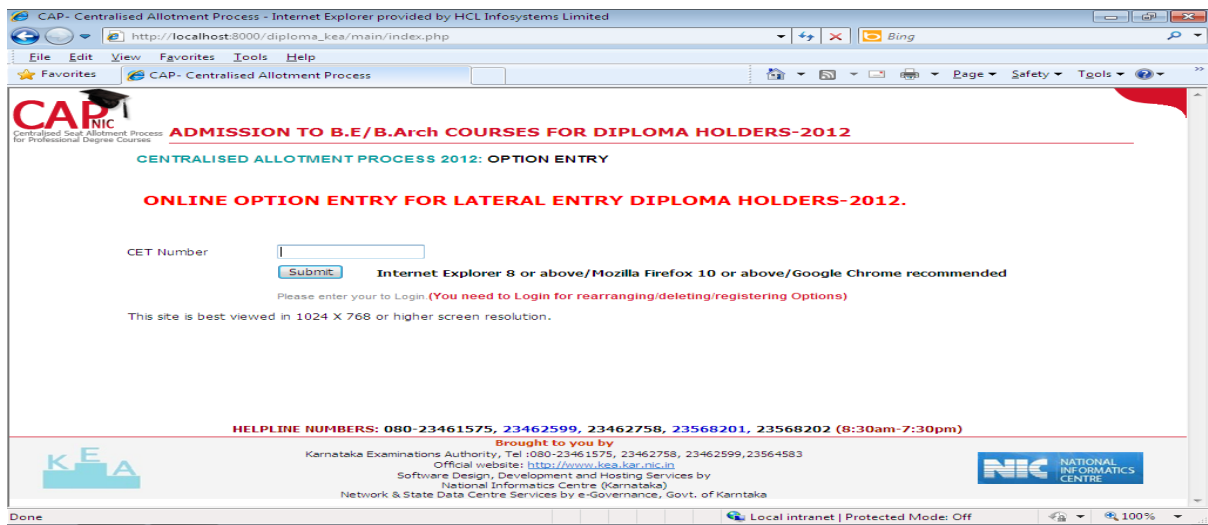 CAP- Centralised Allotment Process - Internet Explorer provided by HCL Infosystems Limited
http://localhost:8000/diploma_kea/main/index.php
Bing
File Edit View Favorites Tools Help
Favorites CAP- Centralised Allotment Process Page Safety Tools
CAP NIC
Centralised Seat Allotment Process
for Professional Degree Courses
ADMISSION TO B.E/B.Arch COURSES FOR DIPLOMA HOLDERS-2012
CENTRALISED ALLOTMENT PROCESS 2012: OPTION ENTRY
ONLINE OPTION ENTRY FOR LATERAL ENTRY DIPLOMA HOLDERS-2012.
CET Number
Submit Internet Explorer 8 or above/Mozilla Firefox 10 or above/Google Chrome recommended
Please enter your to Login.(You need to Login for rearranging/deleting/registering Options)
This site is best viewed in 1024 X 768 or higher screen resolution.
HELPLINE NUMBERS: 080-23461575, 23462599, 23462758, 23568201, 23568202 (8:30am-7:30pm)
Brought to you by
Karnataka Examinations Authority, Tel :080-23461575, 23462758, 23462599,23564583
Official website: http://www.kea.kar.nic.in
Software Design, Development and Hosting Services by
National Informatics Centre (Karnataka)
Network & State Data Centre Services by e-Governance, Govt. of Karntaka
KEA
NIC NATIONAL
INFORMATICS
CENTRE
Done Local intranet | Protected Mode: Off 100%